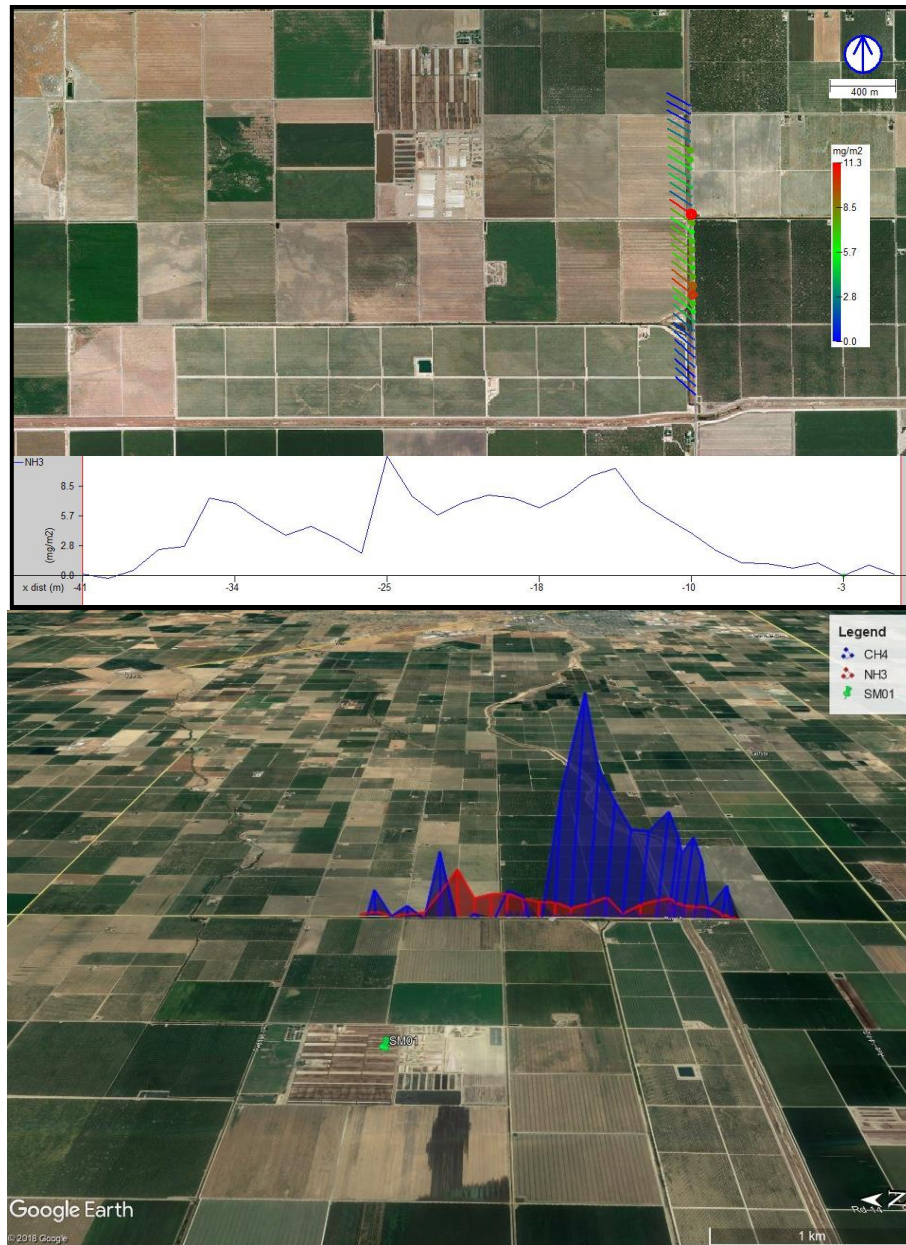 400 m
mg/m2
11.3
8.5
5.7
2.8
0.0
NH3
8.5
5.7
2.8
0.0
(mg/m2)
x dist (m)
-41
-34
-25
-18
-10
-3
Legend
CH4
NH3
SM01
SM01
Google Earth
© 2018 Google
Rd-14
Z
1 km